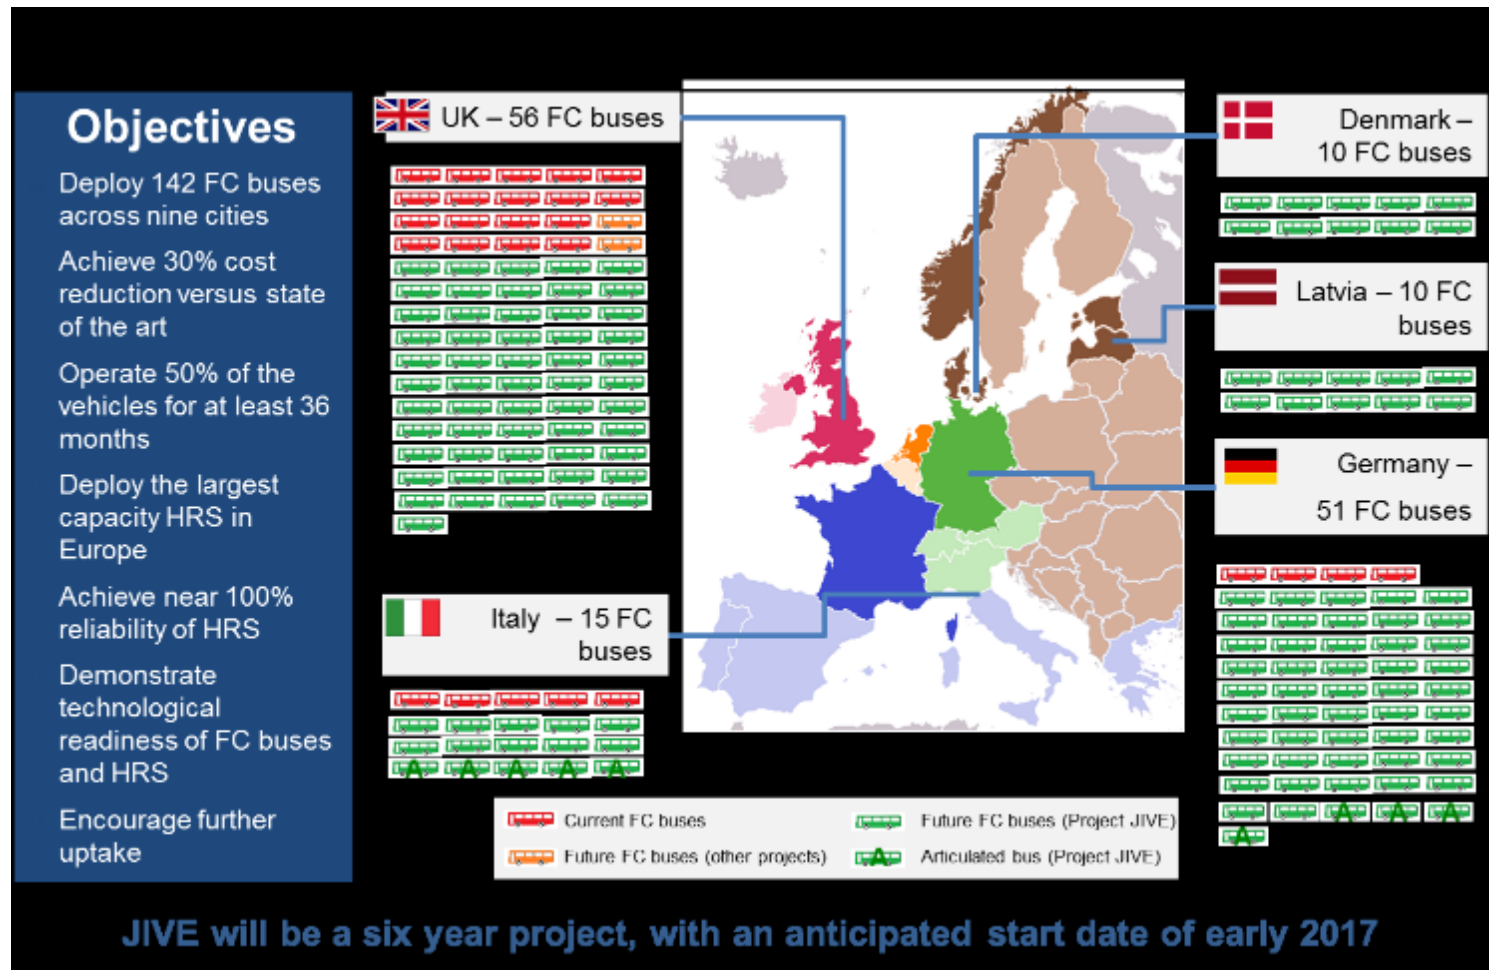 Objectives
Deploy 142 FC buses
across nine cities
Achieve 30% cost
reduction versus state
of the art
Operate 50% of the
vehicles for at least 36
months
Deploy the largest
capacity HRS in
Europe
Achieve near 100%
reliability of HRS
Demonstrate
technological
readiness of FC buses
and HRS
Encourage further
uptake
UK – 56 FC buses
Italy – 15 FC
buses
A A A A A
Denmark –
10 FC buses
Latvia – 10 FC
buses
Germany –
51 FC buses
A A A
A
Current FC buses
Future FC buses (Project JIVE)
Future FC buses (other projects)
A Articulated bus (Project JIVE)
JIVE will be a six year project, with an anticipated start date of early 2017